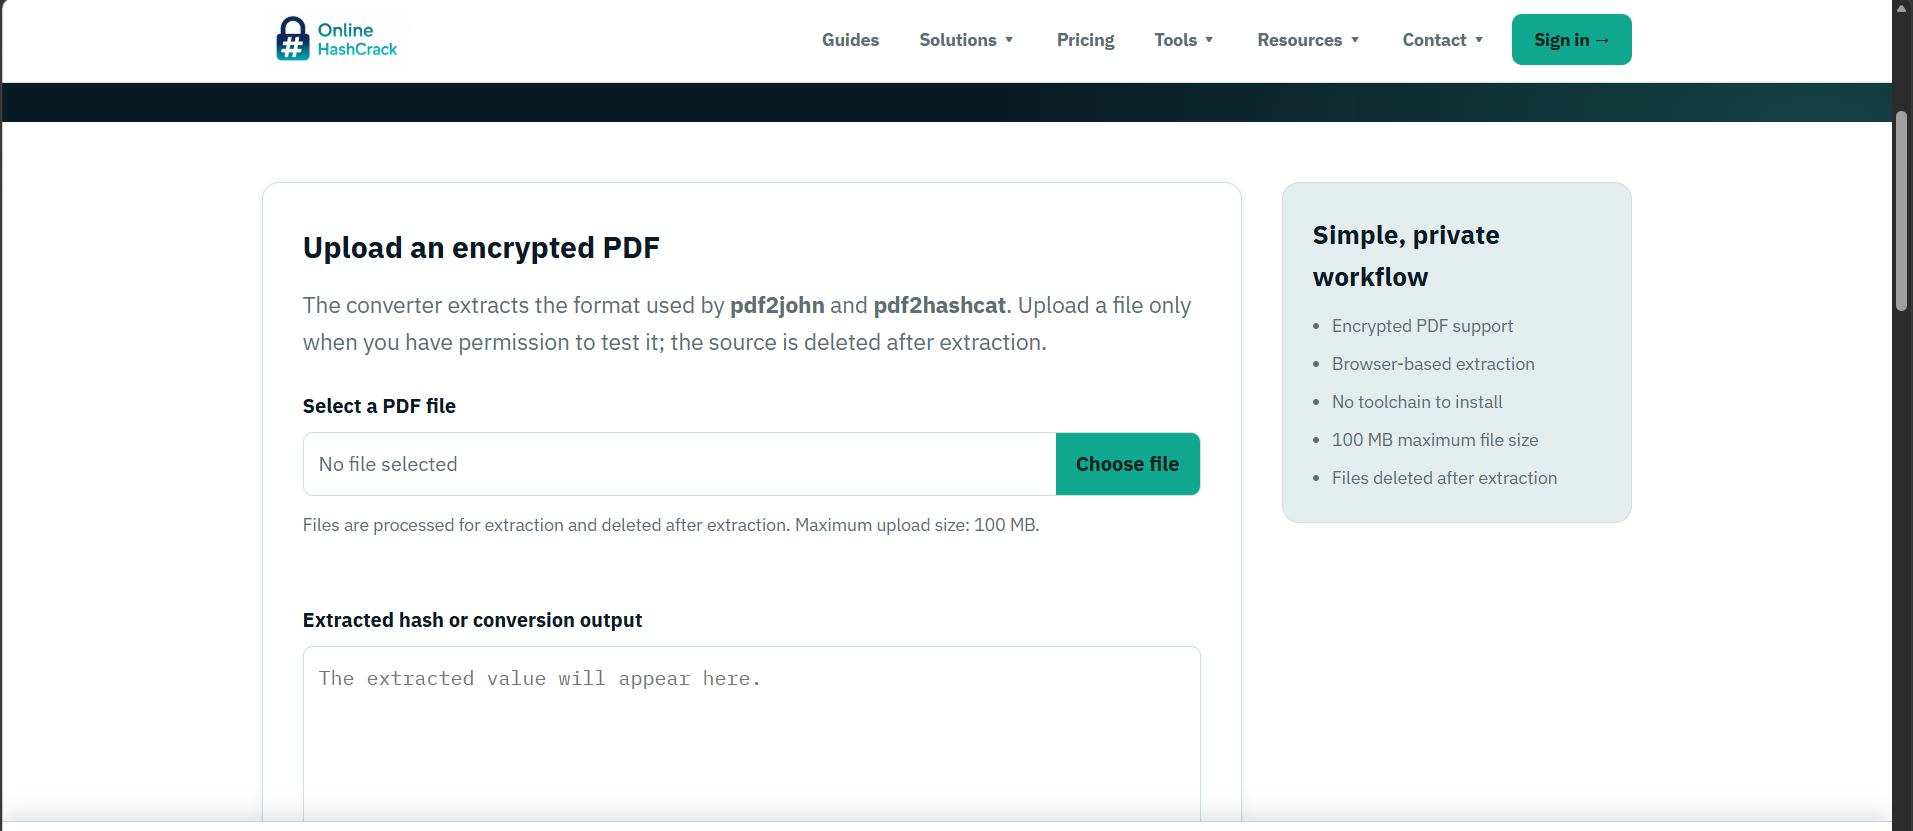 Online
HashCrack
Guides
Solutions
Pricing
Tools
Resources
Contact
Sign in →
Upload an encrypted PDF
The converter extracts the format used by pdf2john and pdf2hashcat. Upload a file only
when you have permission to test it; the source is deleted after extraction.
Select a PDF file
No file selected
Choose file
Files are processed for extraction and deleted after extraction. Maximum upload size: 100 MB.
Extracted hash or conversion output
The extracted value will appear here.
Simple, private
workflow
• Encrypted PDF support
• Browser-based extraction
• No toolchain to install
• 100 MB maximum file size
• Files deleted after extraction